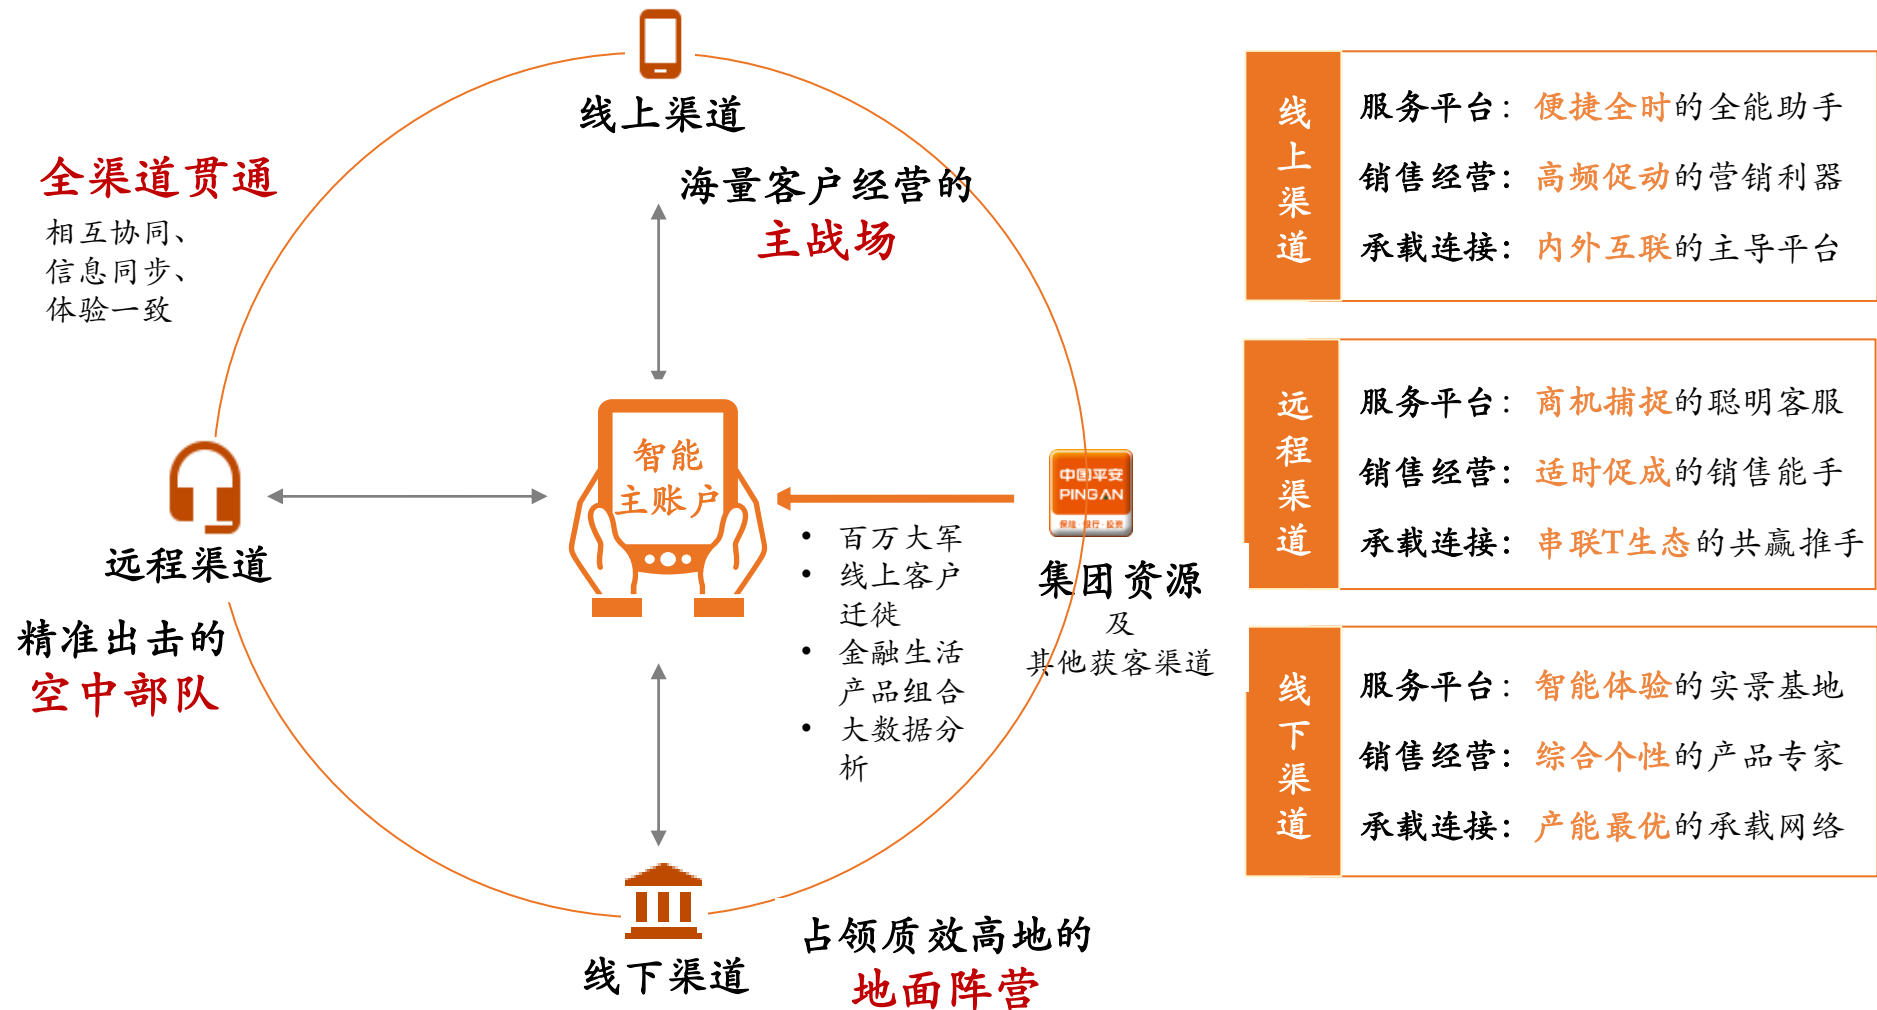 线上渠道
海量客户经营的
主战场
全渠道贯通
相互协同、
信息同步、
体验一致
智能
主账户
远程渠道
精准出击的
空中部队
• 百万大军
• 线上客户
迁徙
• 金融生活
产品组合
• 大数据分
析
中国平安
PINGAN
保险·银行·投资
集团资源
及
其他获客渠道
线下渠道
占领质效高地的
地面阵营
线上渠道
服务平台：便捷全时的全能助手
销售经营：高频促动的营销利器
承载连接：内外互联的主导平台
远程渠道
服务平台：商机捕捉的聪明客服
销售经营：适时促成的销售能手
承载连接：串联T生态的共赢推手
线下渠道
服务平台：智能体验的实景基地
销售经营：综合个性的产品专家
承载连接：产能最优的承载网络